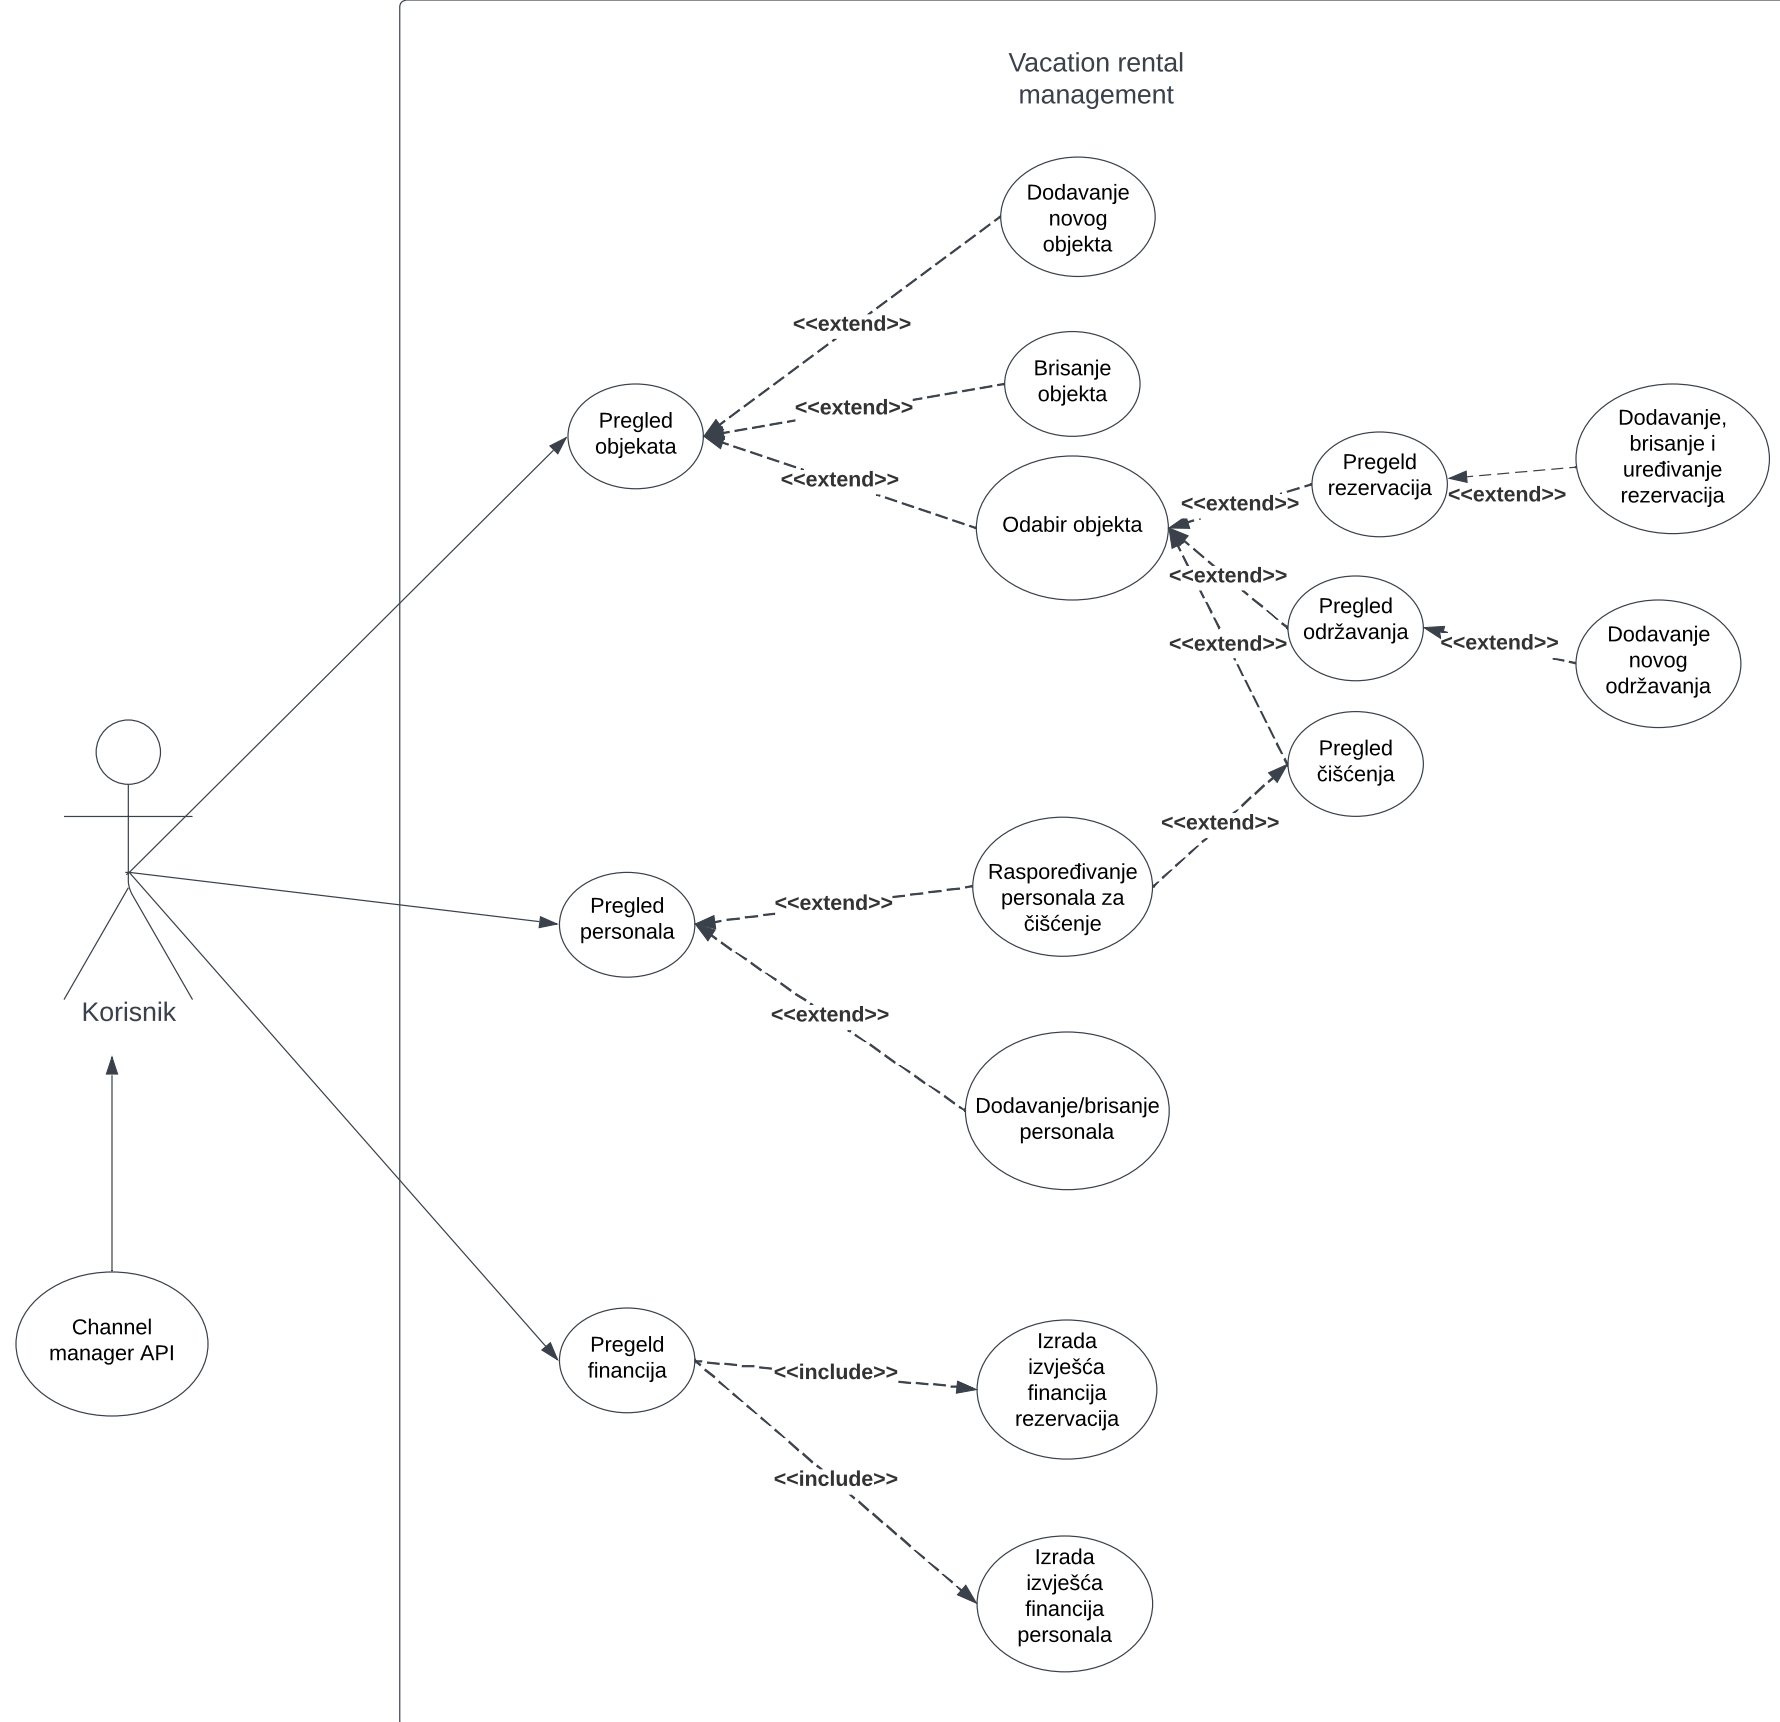 Vacation rental
management
Dodavanje
novog
objekta
<<extend>>
Brisanje
objekta
<<extend>>
Pregled
objekata
<<extend>>
Odabir objekta
<<extend>>
Pregeld
rezervacija
<<extend>>
Dodavanje,
brisanje i
uređivanje
rezervacija
<<extend>>
Pregled
održavanja
<<extend>>
Dodavanje
novog
održavanja
<<extend>>
Pregled
čišćenja
<<extend>>
Raspoređivanje
personala za
čišćenje
<<extend>>
Pregled
personala
<<extend>>
Dodavanje/brisanje
personala
Korisnik
Channel
manager API
Pregeld
financija
<<include>>
Izrada
izvješća
financija
rezervacija
<<include>>
Izrada
izvješća
financija
personala